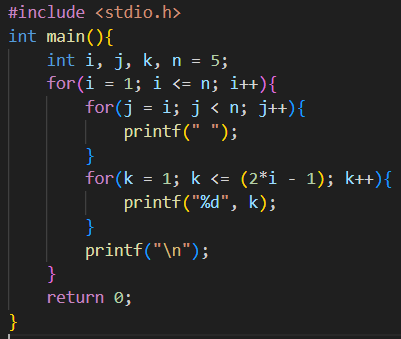 #include <stdio.h>
int main(){
    int i, j, k, n = 5;
    for(i = 1; i <= n; i++){
        for(j = i; j < n; j++){
            printf(" ");
        }
        for(k = 1; k <= (2*i - 1); k++){
            printf("%d", k);
        }
        printf("\n");
    }
    return 0;
}